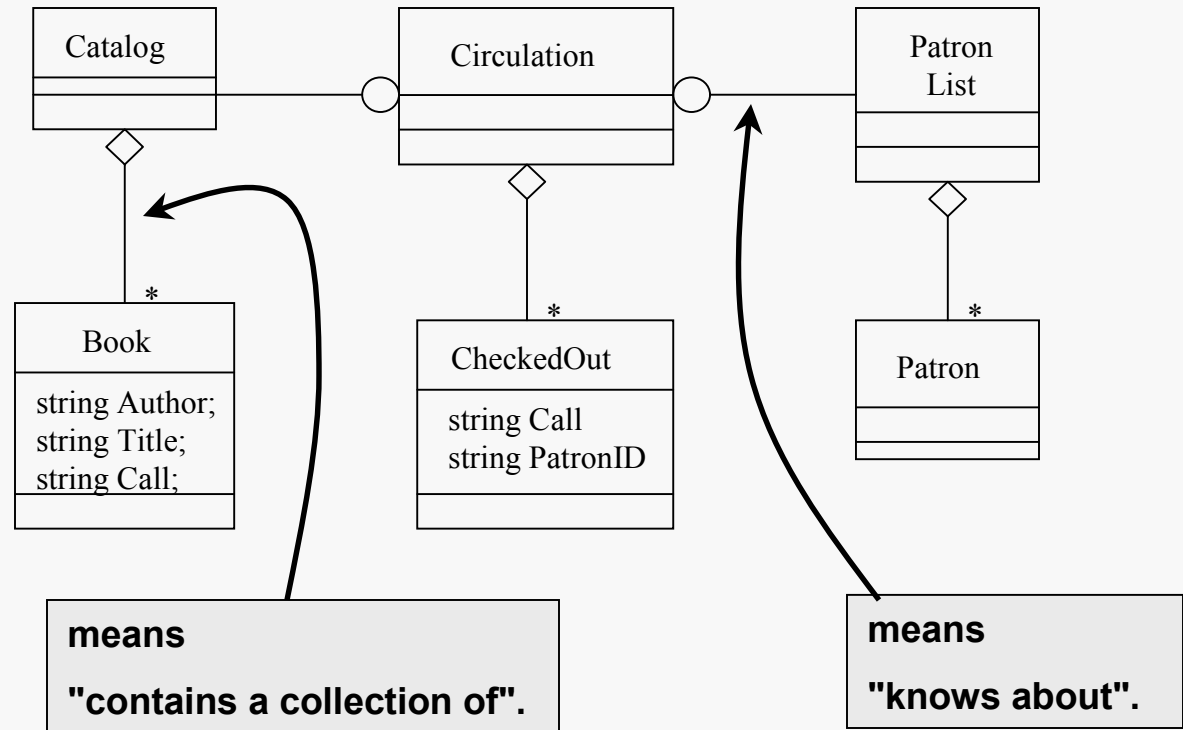 Catalog
Circulation
Patron
List
*
Book
string Author;
string Title;
string Call;
*
CheckedOut
string Call
string PatronID
*
Patron
means
"contains a collection of".
means
"knows about".